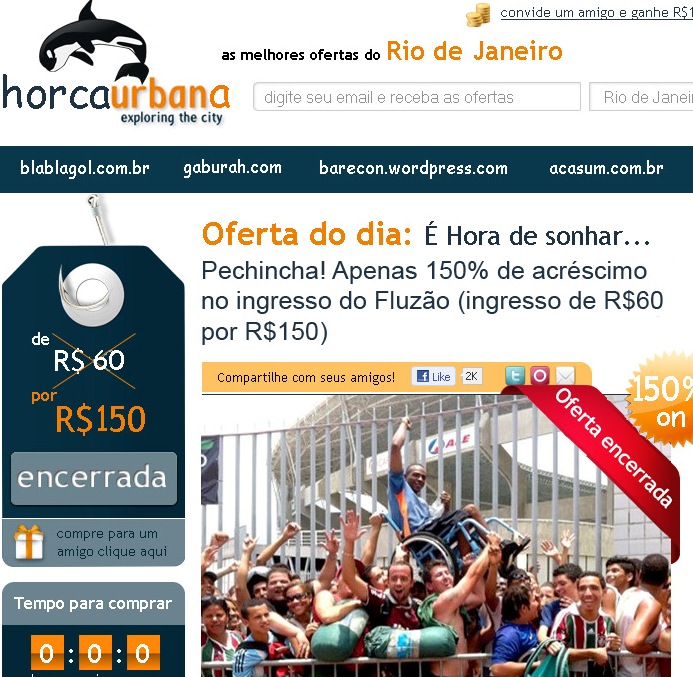 convide um amigo e ganhe R$1
as melhores ofertas do Rio de Janeiro
horcaurbana
exploring the city
digite seu email e receba as ofertas
Rio de Janei
blablagol.com.br gaburah.com barecon.wordpress.com acasum.com.br
Oferta do dia: É Hora de sonhar...
Pechincha! Apenas 150% de acréscimo
no ingresso do Fluzão (ingresso de R$60
por R$150)
de
R$ 60
por
R$150
encerrada
compre para um
amigo clique aqui
Tempo para comprar
0 : 0 : 0
Compartilhe com seus amigos! Like 2K
150%
on
Oferta encerrada
ALE